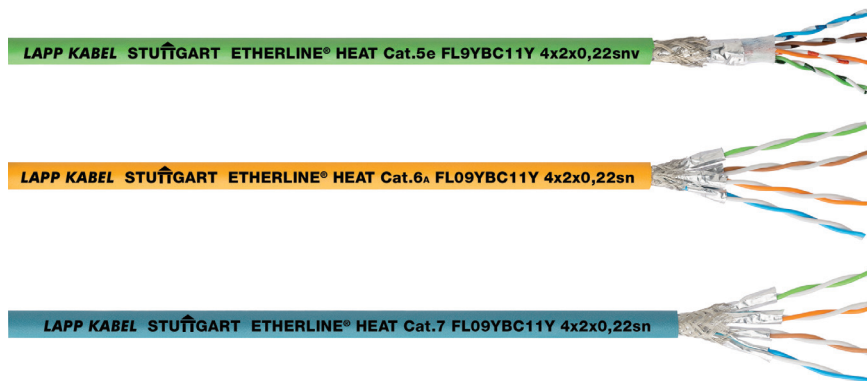 LAPP KABEL STUTTGART ETHERLINE® HEAT Cat.5e FL9YBC11Y 4x2x0,22snv
LAPP KABEL STUTTGART ETHERLINE® HEAT Cat.6A FL09YBC11Y 4x2x0,22sn
LAPP KABEL STUTTGART ETHERLINE® HEAT Cat.7 FL09YBC11Y 4x2x0,22sn